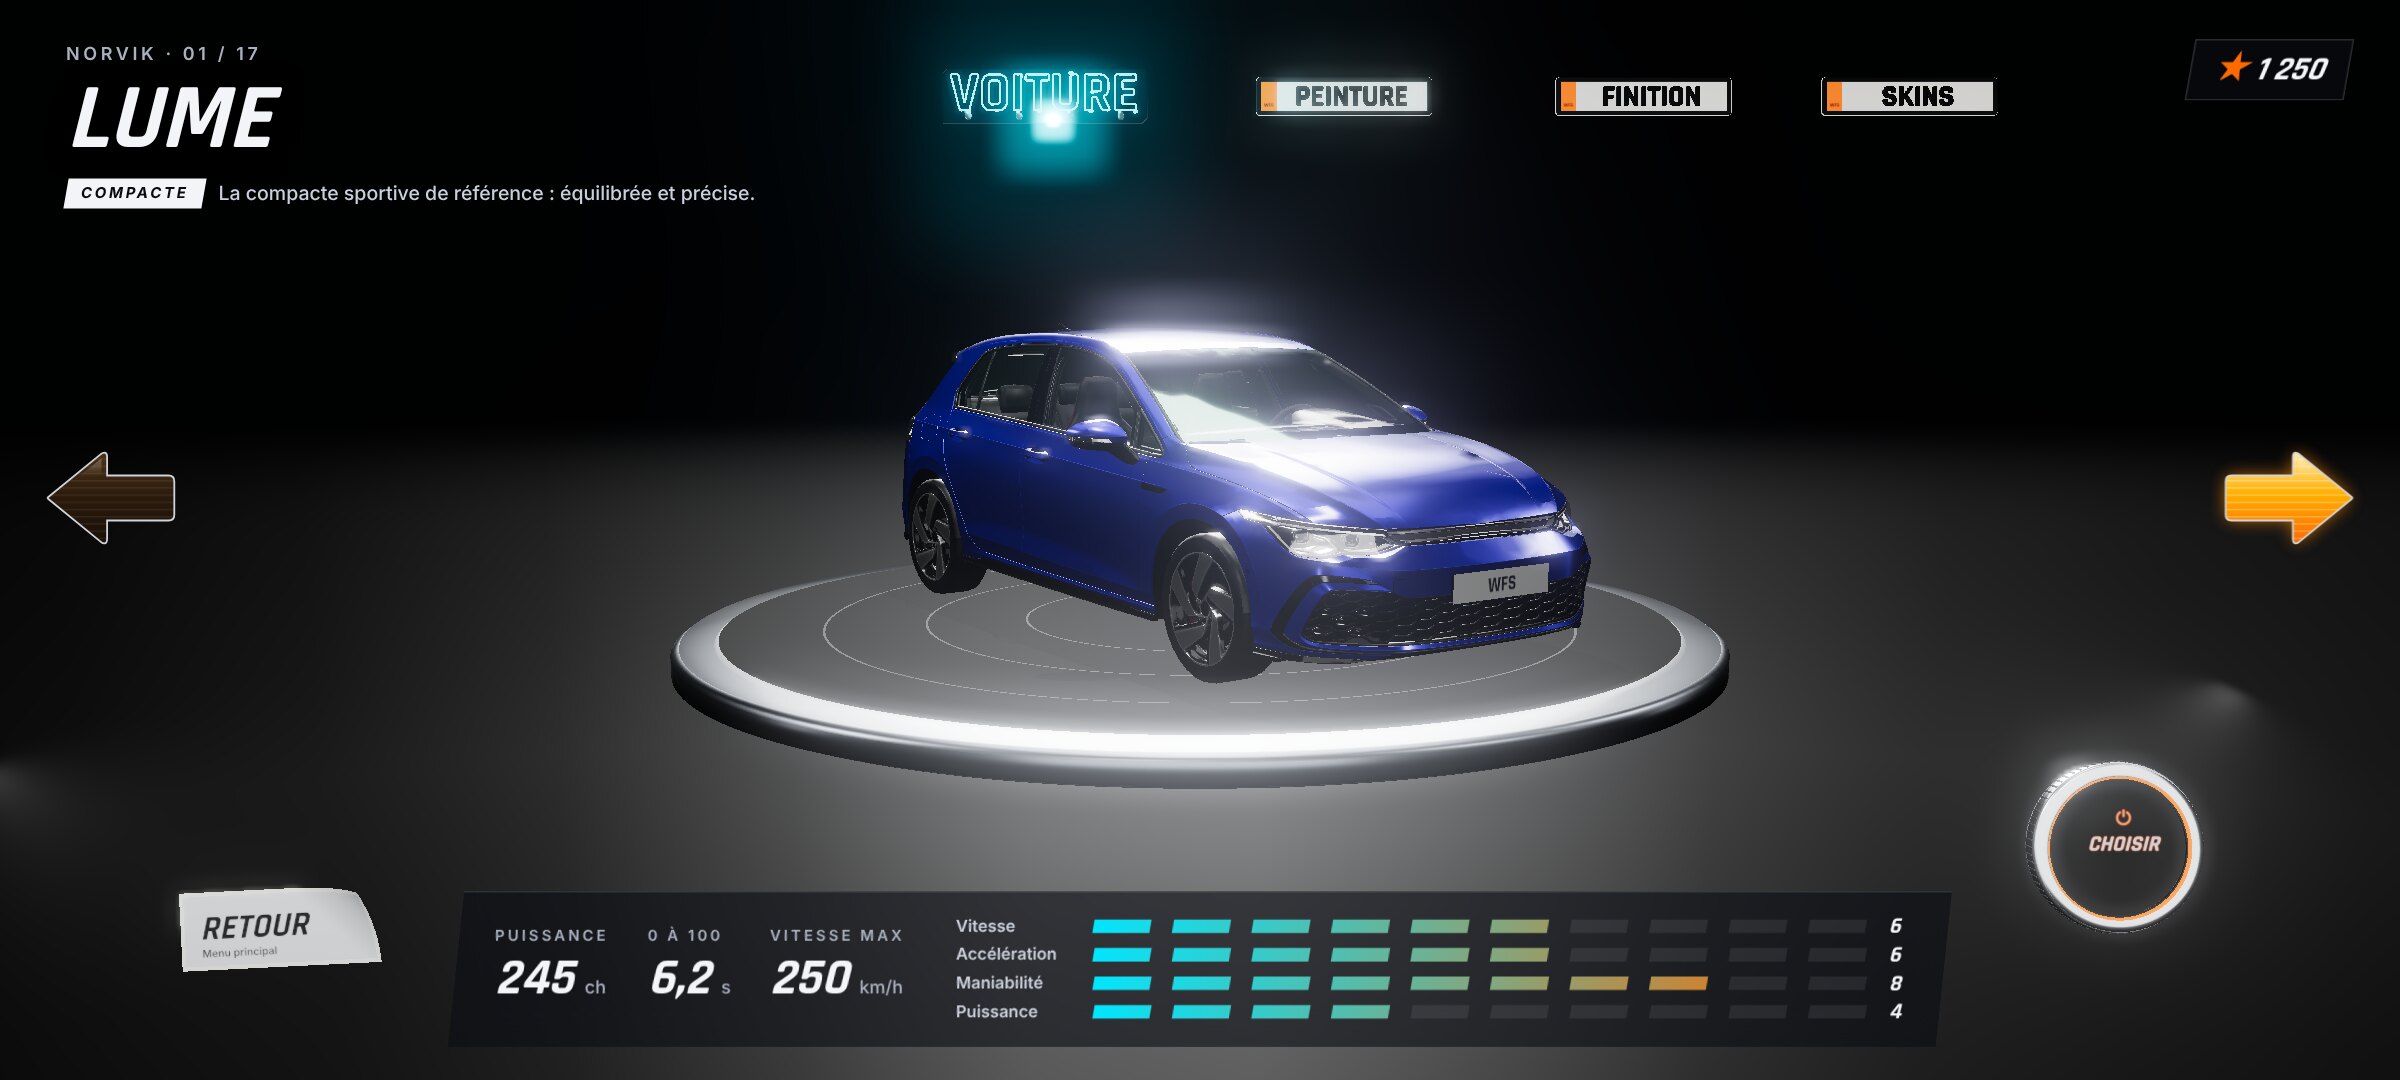 NORVIK · 01 / 17
LUME
COMPACTE La compacte sportive de référence : équilibrée et précise.
VOITURE
PEINTURE
FINITION
SKINS
1 250
WFS
CHOISIR
RETOUR
Menu principal
PUISSANCE
245 ch
0 À 100
6,2 s
VITESSE MAX
250 km/h
Vitesse 6
Accélération 6
Maniabilité 8
Puissance 4